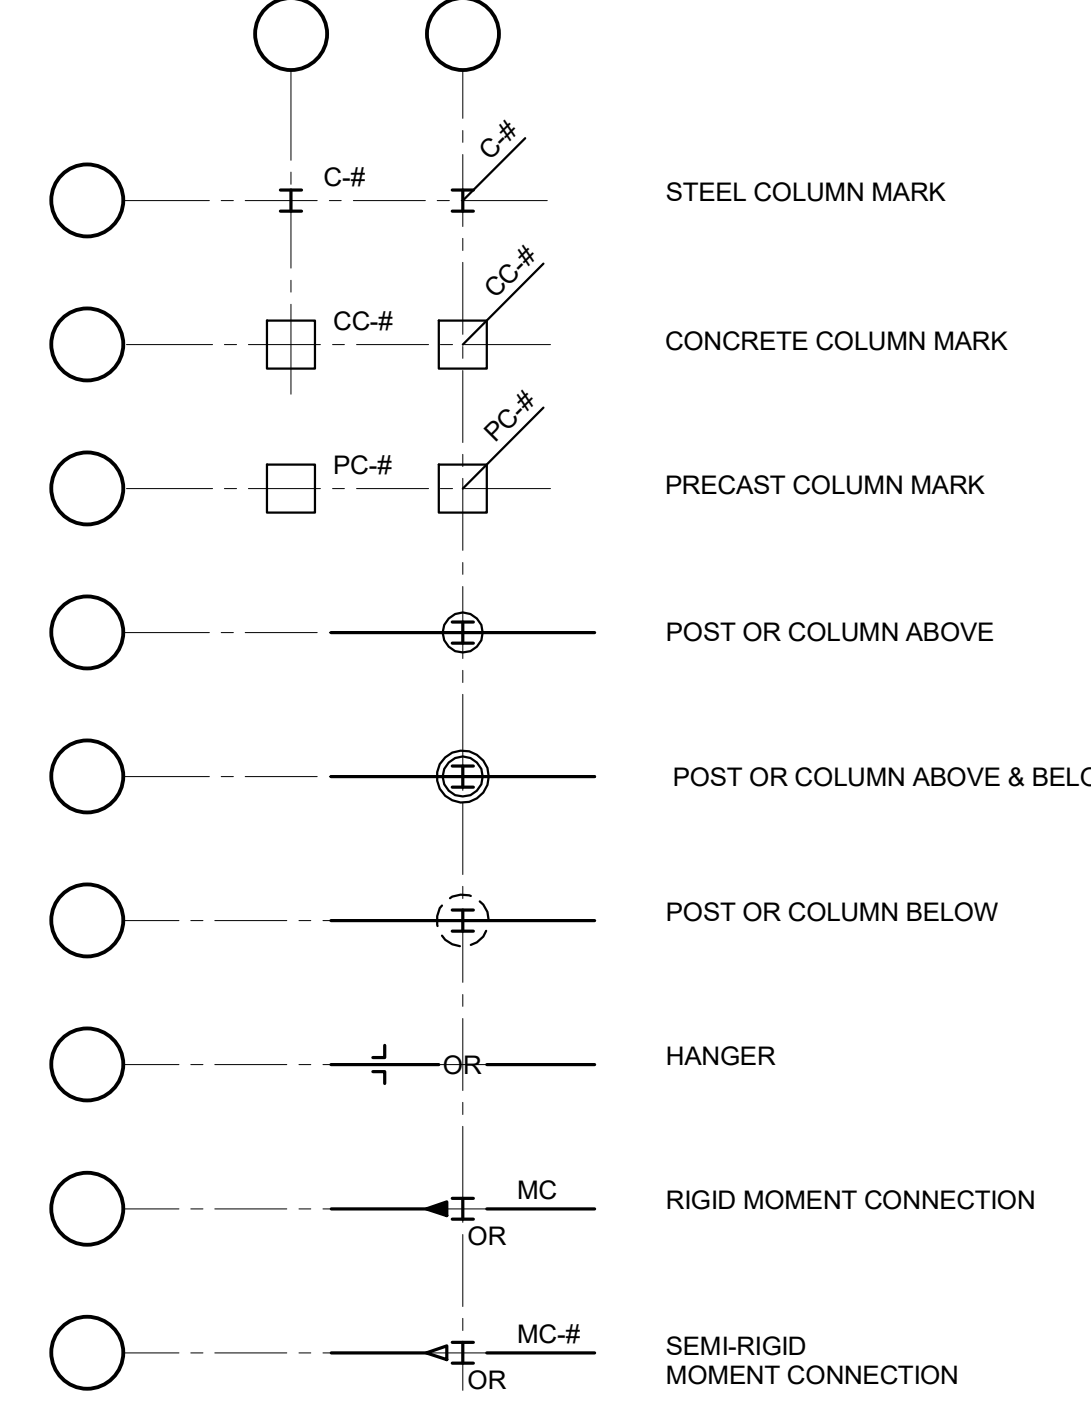 C-# C-# STEEL COLUMN MARK
CC-# CC-# CONCRETE COLUMN MARK
PC-# PC-# PRECAST COLUMN MARK
POST OR COLUMN ABOVE
POST OR COLUMN ABOVE & BELO
POST OR COLUMN BELOW
OR HANGER
MC RIGID MOMENT CONNECTION
OR
MC-# SEMI-RIGID
OR MOMENT CONNECTION